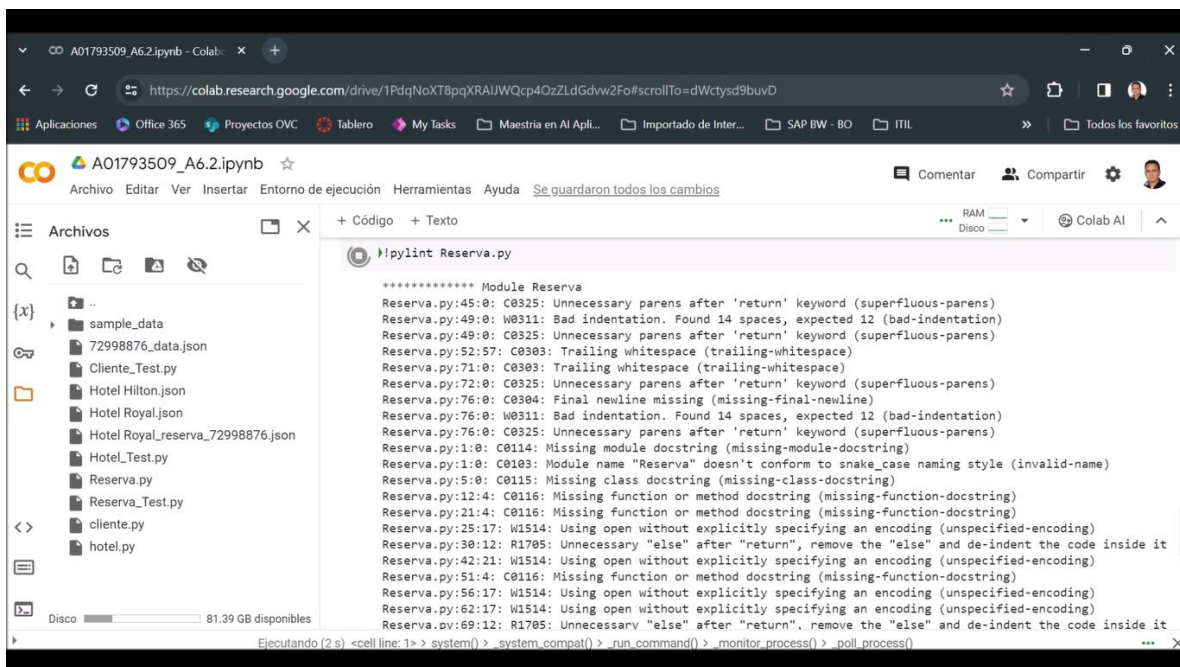 A01793509_A6.2.ipynb - Colab
https://colab.research.google.com/drive/1PdqNoXT8pqXRAIJWQcp4OzZLdGdvw2Fo#scrollTo=dWctysd9buvD
Aplicaciones Office 365 Proyectos OVC Tablero My Tasks Maestria en AI Apli... Importado de Inter... SAP BW - BO ITIL » Todos los favoritos
A01793509_A6.2.ipynb
Comentar Compartir
Archivo Editar Ver Insertar Entorno de ejecución Herramientas Ayuda Se guardaron todos los cambios
Archivos
+ Código + Texto
RAM
Disco
Colab AI
!pylint Reserva.py
..
sample_data
72998876_data.json
Cliente_Test.py
Hotel Hilton.json
Hotel Royal.json
Hotel Royal_reserva_72998876.json
Hotel_Test.py
Reserva.py
Reserva_Test.py
cliente.py
hotel.py
Disco 81.39 GB disponibles
************* Module Reserva
Reserva.py:45:0: C0325: Unnecessary parens after 'return' keyword (superfluous-parens)
Reserva.py:49:0: W0311: Bad indentation. Found 14 spaces, expected 12 (bad-indentation)
Reserva.py:49:0: C0325: Unnecessary parens after 'return' keyword (superfluous-parens)
Reserva.py:52:57: C0303: Trailing whitespace (trailing-whitespace)
Reserva.py:71:0: C0303: Trailing whitespace (trailing-whitespace)
Reserva.py:72:0: C0325: Unnecessary parens after 'return' keyword (superfluous-parens)
Reserva.py:76:0: C0304: Final newline missing (missing-final-newline)
Reserva.py:76:0: W0311: Bad indentation. Found 14 spaces, expected 12 (bad-indentation)
Reserva.py:76:0: C0325: Unnecessary parens after 'return' keyword (superfluous-parens)
Reserva.py:1:0: C0114: Missing module docstring (missing-module-docstring)
Reserva.py:1:0: C0103: Module name "Reserva" doesn't conform to snake_case naming style (invalid-name)
Reserva.py:5:0: C0115: Missing class docstring (missing-class-docstring)
Reserva.py:12:4: C0116: Missing function or method docstring (missing-function-docstring)
Reserva.py:21:4: C0116: Missing function or method docstring (missing-function-docstring)
Reserva.py:25:17: W1514: Using open without explicitly specifying an encoding (unspecified-encoding)
Reserva.py:30:12: R1705: Unnecessary "else" after "return", remove the "else" and de-indent the code inside it
Reserva.py:42:21: W1514: Using open without explicitly specifying an encoding (unspecified-encoding)
Reserva.py:51:4: C0116: Missing function or method docstring (missing-function-docstring)
Reserva.py:56:17: W1514: Using open without explicitly specifying an encoding (unspecified-encoding)
Reserva.py:62:17: W1514: Using open without explicitly specifying an encoding (unspecified-encoding)
Reserva.py:69:12: R1705: Unnecessary "else" after "return", remove the "else" and de-indent the code inside it
Ejecutando (2 s) <cell line: 1> > system() > _system_compat() > _run_command() > _monitor_process() > _poll_process()